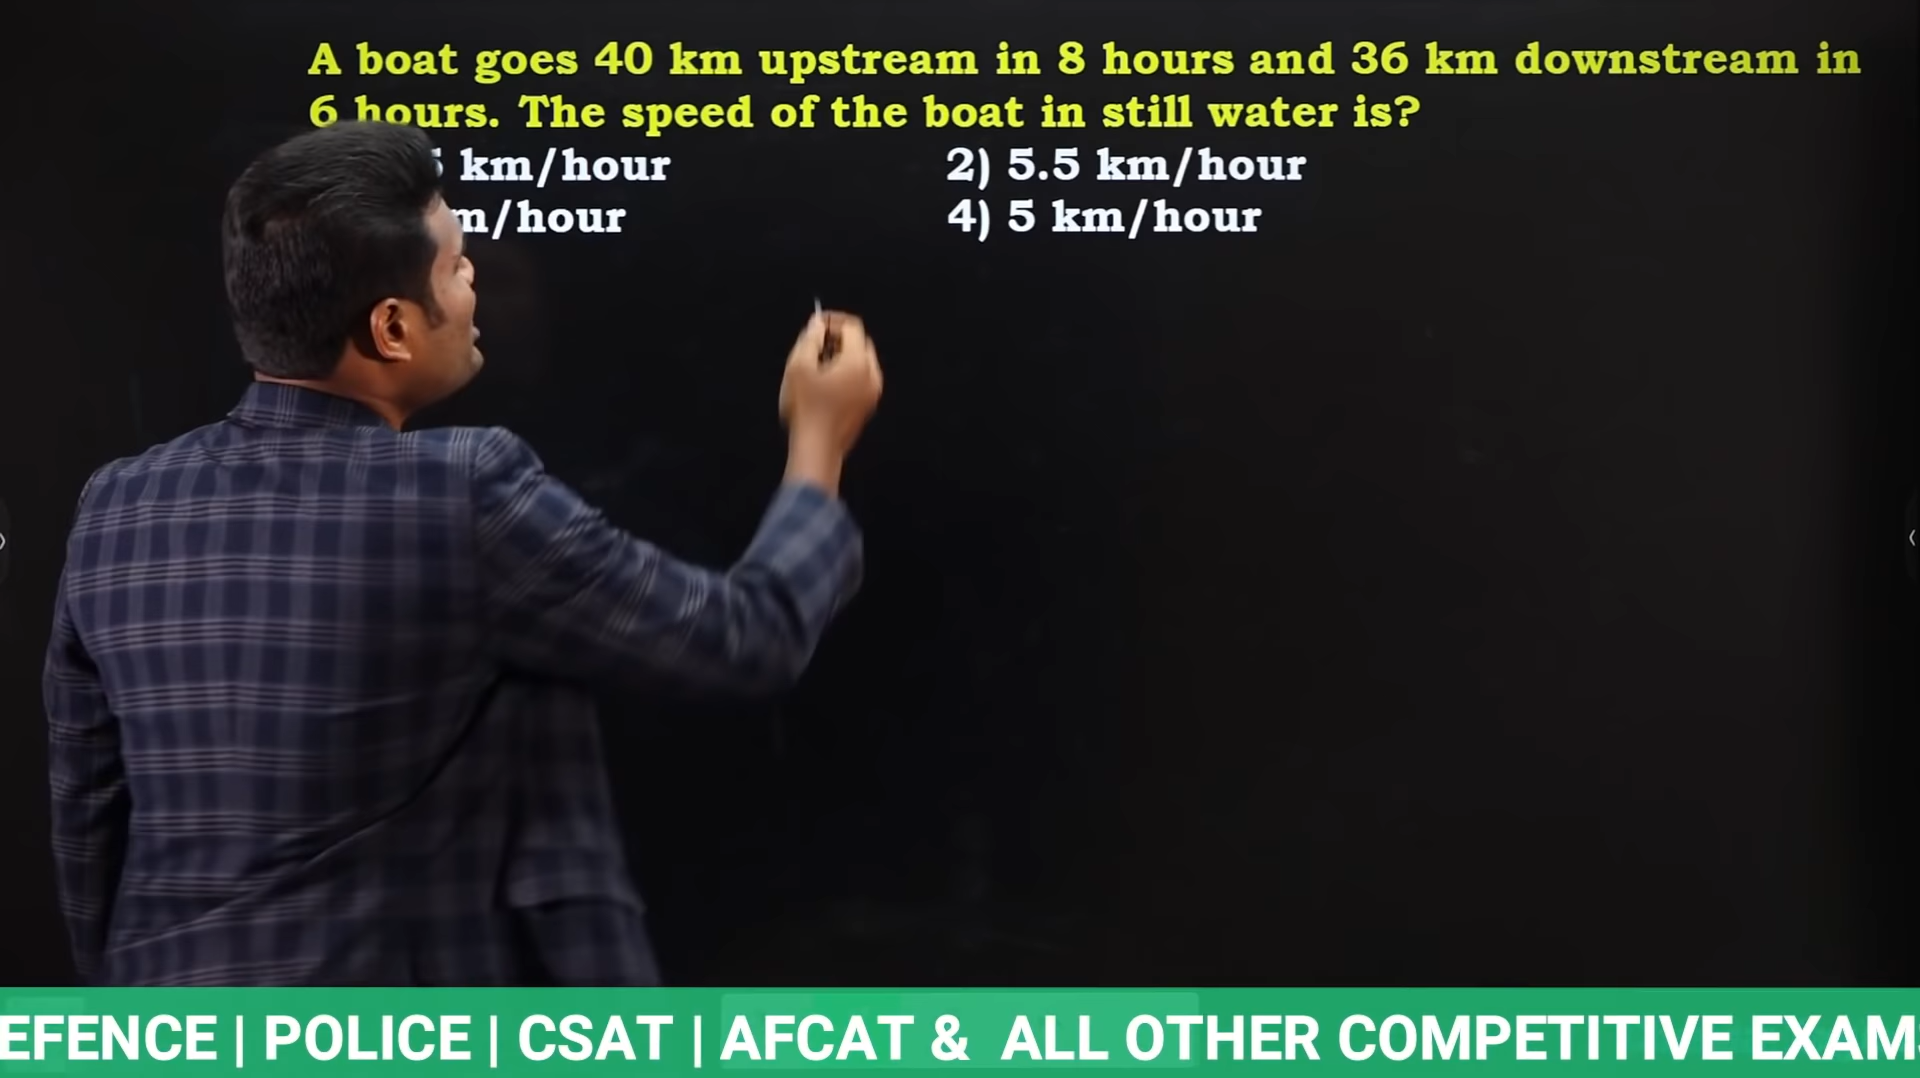 A boat goes 40 km upstream in 8 hours and 36 km downstream in
6 hours. The speed of the boat in still water is?
km/hour 2) 5.5 km/hour
/hour 4) 5 km/hour
| POLICE | CSAT | AFCAT & ALL OTHER COMPETITIVE